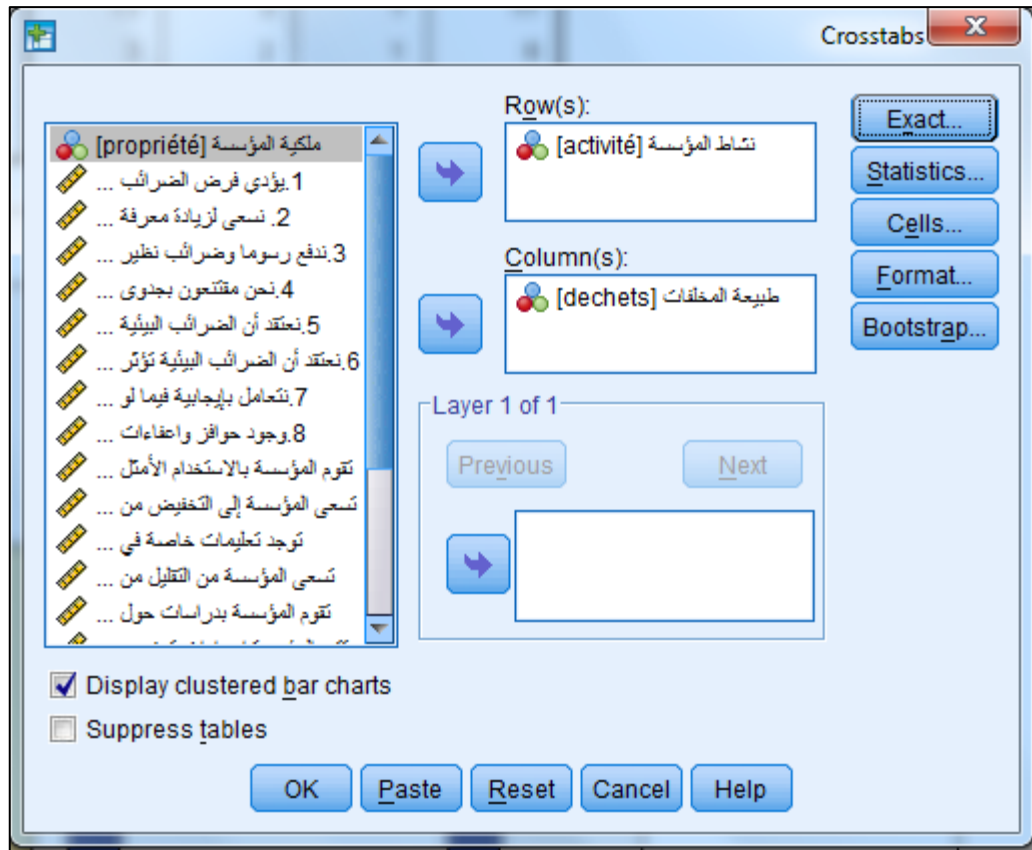 Crosstabs
ملكية المؤسسة [propriété]
1.يؤدي فرض الضرائب ...
2. نسعى لزيادة معرفة ...
3.ندفع رسوما وضرائب نظير ...
4.نحن مقتنعون بجدوى ...
5.نعتقد أن الضرائب البيئية ...
6.نعتقد أن الضرائب البيئية تؤثر ...
7.نتعامل بإيجابية فيما لو ...
8.وجود حوافز واعفاءات ...
تقوم المؤسسة بالاستخدام الأمثل ...
تسعى المؤسسة إلى التخفيض من ...
توجد تعليمات خاصة في ...
تسعى المؤسسة من التقليل من ...
تقوم المؤسسة بدراسات حول ...
Row(s):
نشاط المؤسسة [activité]
Column(s):
طبيعة المخلفات [dechets]
Layer 1 of 1
Previous
Next
Exact...
Statistics...
Cells...
Format...
Bootstrap...
Display clustered bar charts
Suppress tables
OK
Paste
Reset
Cancel
Help